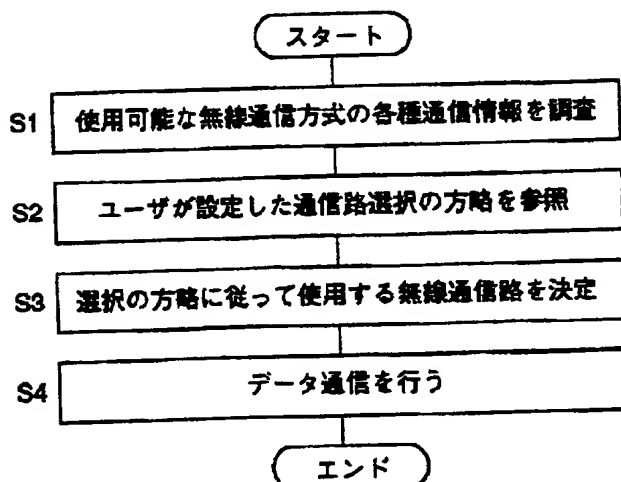 スタート
S1 使用可能な無線通信方式の各種通信情報を調査
S2 ユーザが設定した通信路選択の方略を参照
S3 選択の方略に従って使用する無線通信路を決定
S4 データ通信を行う
エンド